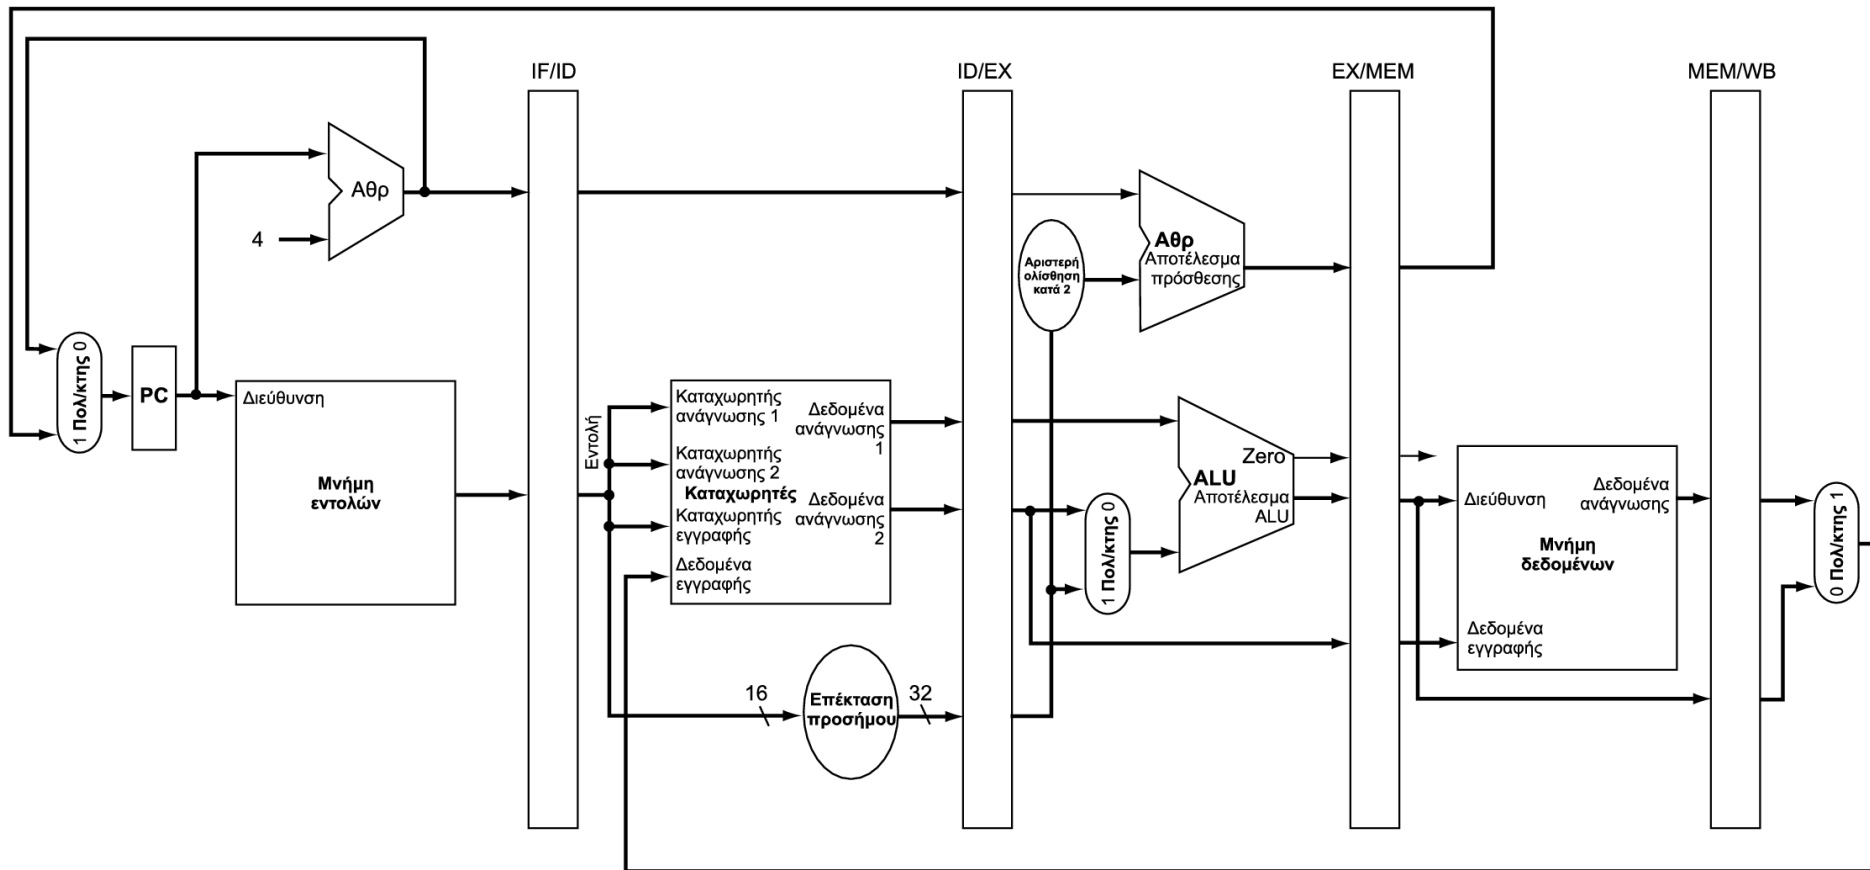 IF/ID
ID/EX
EX/MEM
MEM/WB
Αθρ
4
1 Πολ/κτης 0
PC
Διεύθυνση
Μνήμη
εντολών
Εντολή
Καταχωρητής
ανάγνωσης 1
Καταχωρητής
ανάγνωσης 2
Καταχωρητές
Καταχωρητής
εγγραφής
Δεδομένα
εγγραφής
Δεδομένα
ανάγνωσης
1
Δεδομένα
ανάγνωσης
2
16
Επέκταση
προσήμου
32
Αριστερή
ολίσθηση
κατά 2
Αθρ
Αποτέλεσμα
πρόσθεσης
1 Πολ/κτης 0
Zero
ALU
Αποτέλεσμα
ALU
Διεύθυνση
Δεδομένα
ανάγνωσης
Μνήμη
δεδομένων
Δεδομένα
εγγραφής
0 Πολ/κτης 1